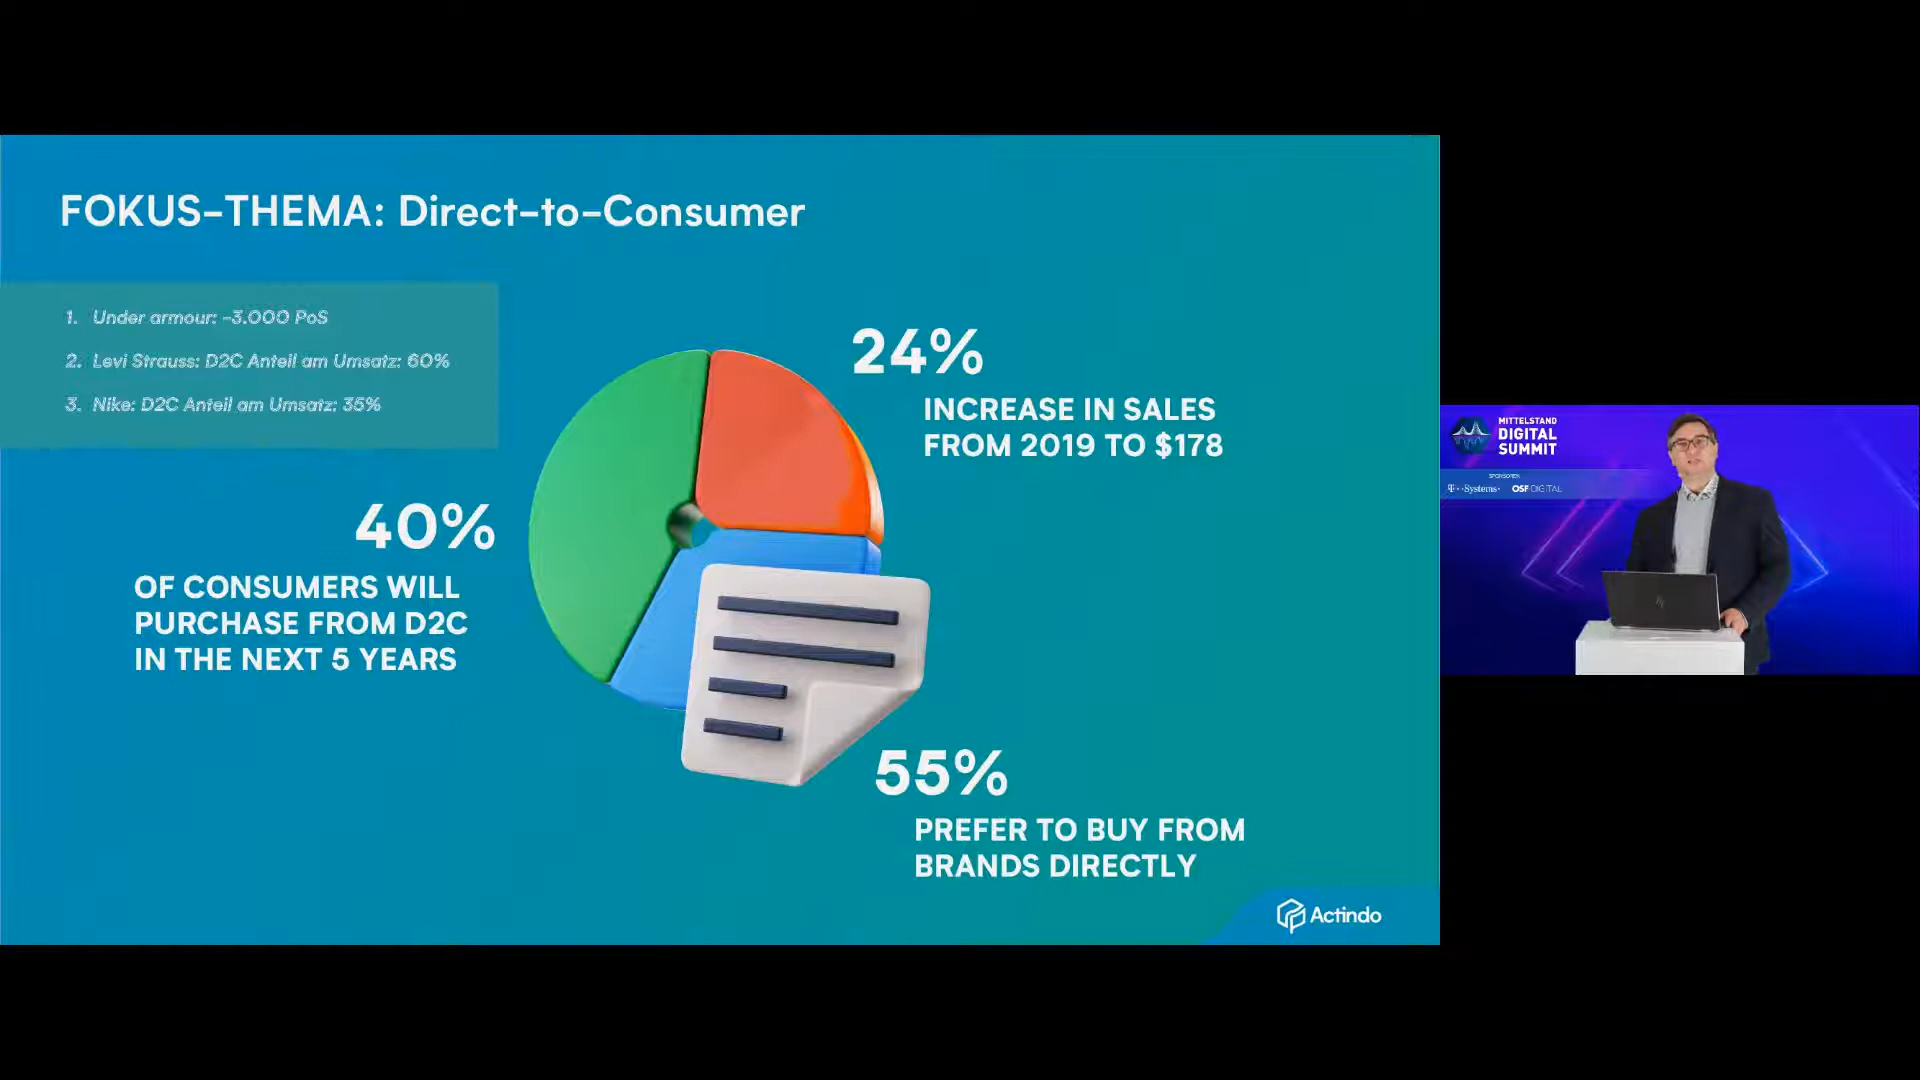 FOKUS-THEMA: Direct-to-Consumer
1. Under armour: -3.000 PoS
2. Levi Strauss: D2C Anteil am Umsatz: 60%
3. Nike: D2C Anteil am Umsatz: 35%
24%
INCREASE IN SALES
FROM 2019 TO $178
40%
OF CONSUMERS WILL
PURCHASE FROM D2C
IN THE NEXT 5 YEARS
55%
PREFER TO BUY FROM
BRANDS DIRECTLY
Actindo
MITTELSTAND
DIGITAL
SUMMIT
SPONSOREN
T··Systems·
OSF DIGITAL